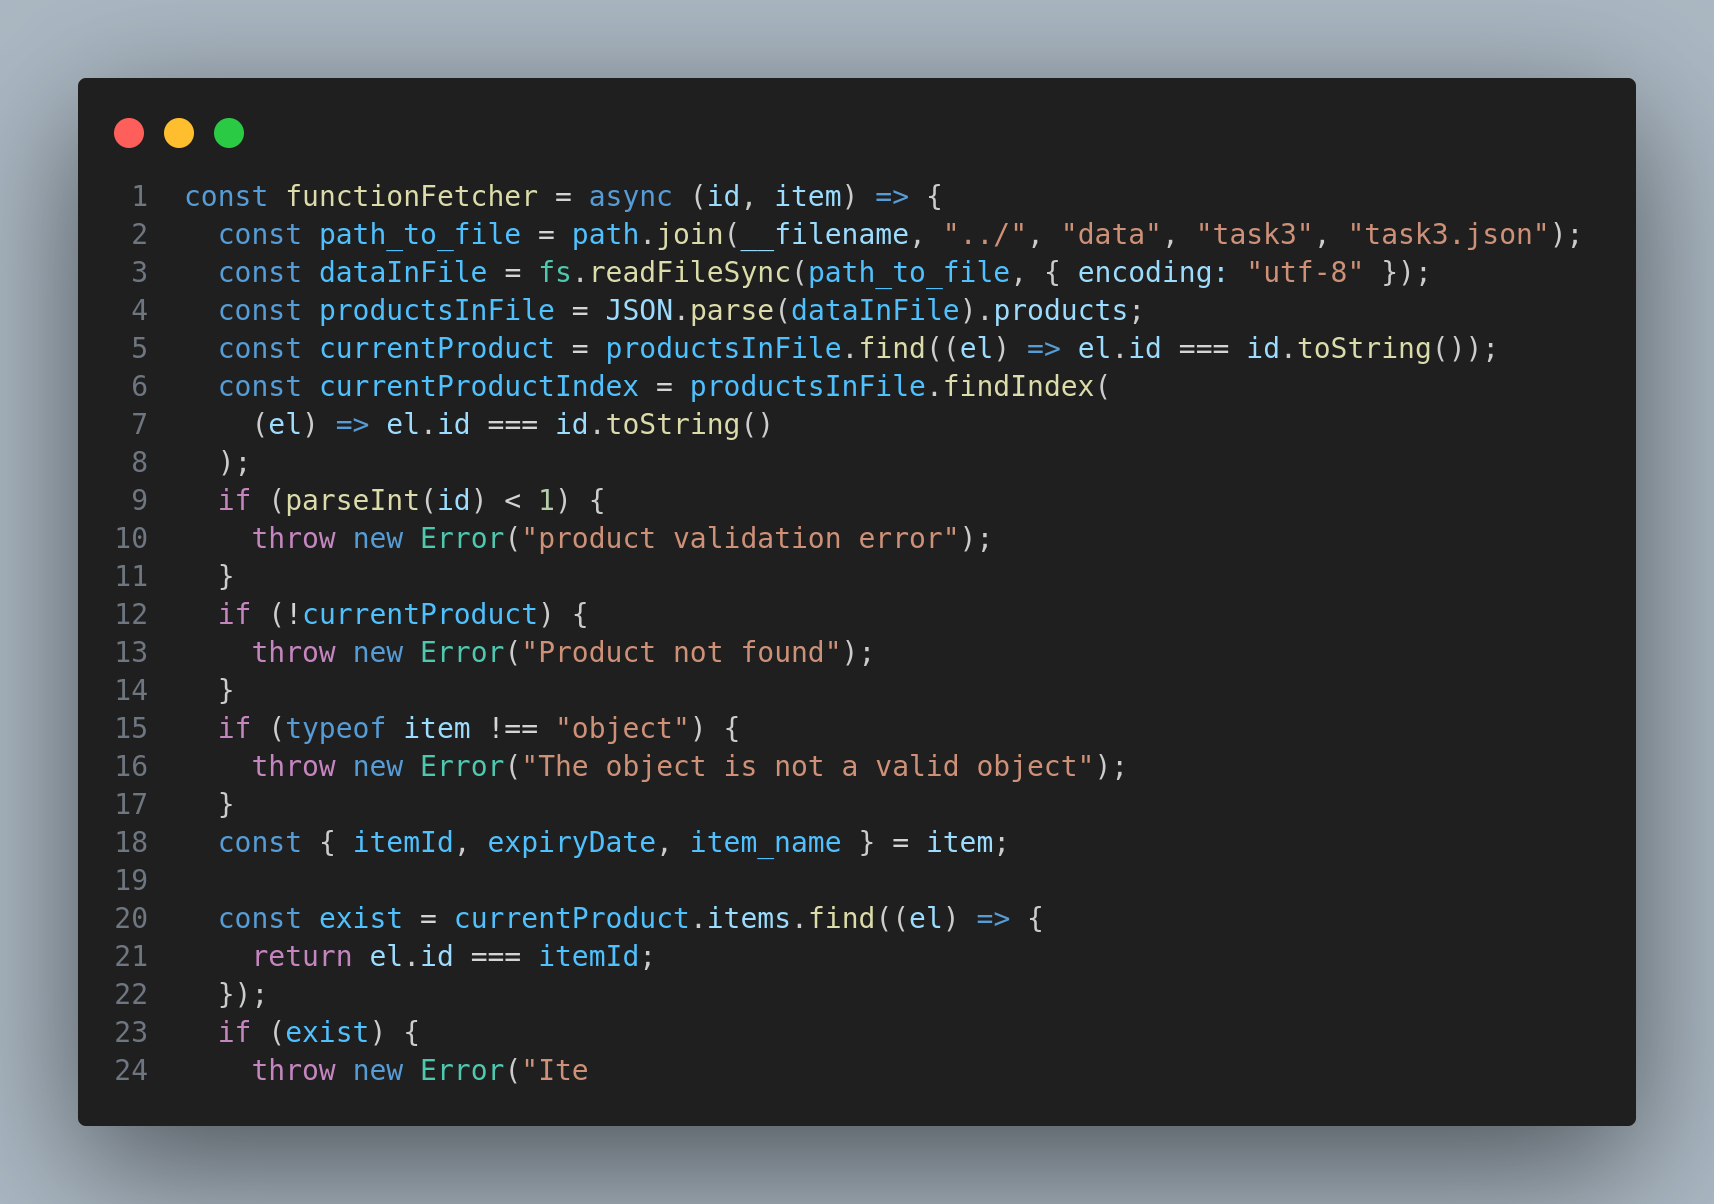 1 const functionFetcher = async (id, item) => {
2   const path_to_file = path.join(__filename, "../", "data", "task3", "task3.json");
3   const dataInFile = fs.readFileSync(path_to_file, { encoding: "utf-8" });
4   const productsInFile = JSON.parse(dataInFile).products;
5   const currentProduct = productsInFile.find((el) => el.id === id.toString());
6   const currentProductIndex = productsInFile.findIndex(
7     (el) => el.id === id.toString()
8   );
9   if (parseInt(id) < 1) {
10     throw new Error("product validation error");
11   }
12   if (!currentProduct) {
13     throw new Error("Product not found");
14   }
15   if (typeof item !== "object") {
16     throw new Error("The object is not a valid object");
17   }
18   const { itemId, expiryDate, item_name } = item;
19
20   const exist = currentProduct.items.find((el) => {
21     return el.id === itemId;
22   });
23   if (exist) {
24     throw new Error("Ite